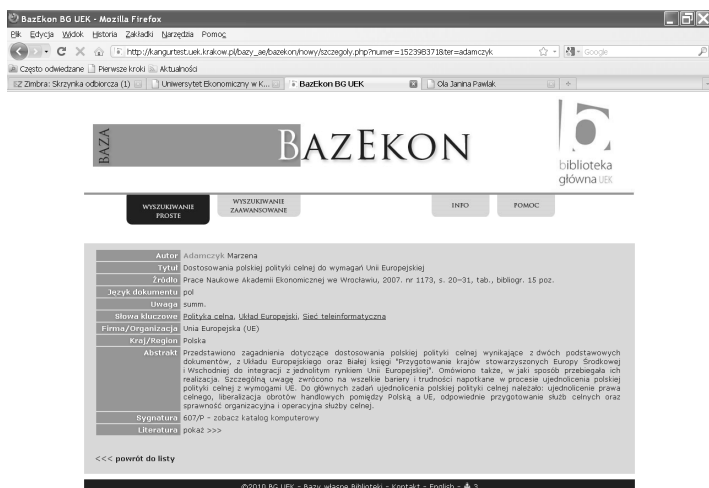 BazEkon BG UEK - Mozilla Firefox
Plik Edycja Widok Historia Zakładki Narzędzia Pomoc
http://kangurtest.uek.krakow.pl/bazy_ae/bazekon/nowy/szczegoly.php?numer=152398371&ter=adamczyk
Google
Często odwiedzane Pierwsze kroki Aktualności
Zimbra: Skrzynka odbiorcza (1) Uniwersytet Ekonomiczny w K... BazEkon BG UEK Ola Janina Pawlak
BAZA
BAZEKON
biblioteka
główna UEK
WYSZUKIWANIE
PROSTE
WYSZUKIWANIE
ZAAWANSOWANE
INFO
POMOC
Autor Adamczyk Marzena
Tytuł Dostosowania polskiej polityki celnej do wymagań Unii Europejskiej
Źródło Prace Naukowe Akademii Ekonomicznej we Wrocławiu, 2007. nr 1173, s. 20-31, tab., bibliogr. 15 poz.
Język dokumentu pol
Uwaga summ.
Słowa kluczowe Polityka celna, Układ Europejski, Sieć teleinformatyczna
Firma/Organizacja Unia Europejska (UE)
Kraj/Region Polska
Abstrakt Przedstawiono zagadnienia dotyczące dostosowania polskiej polityki celnej wynikające z dwóch podstawowych
dokumentów, z Układu Europejskiego oraz Białej księgi "Przygotowanie krajów stowarzyszonych Europy Środkowej
i Wschodniej do integracji z jednolitym rynkiem Unii Europejskiej". Omówiono także, w jaki sposób przebiegała ich
realizacja. Szczególną uwagę zwrócono na wszelkie bariery i trudności napotkane w procesie ujednolicenia polskiej
polityki celnej z wymogami UE. Do głównych zadań ujednolicenia polskiej polityki celnej należało: ujednolicenie prawa
celnego, liberalizacja obrotów handlowych pomiędzy Polską a UE, odpowiednie przygotowanie służb celnych oraz
sprawność organizacyjna i operacyjna służby celnej.
Sygnatura 607/P - zobacz katalog komputerowy
Literatura pokaż >>>
<<< powrót do listy
©2010 BG UEK - Bazy własne Biblioteki - Kontakt - English - 3